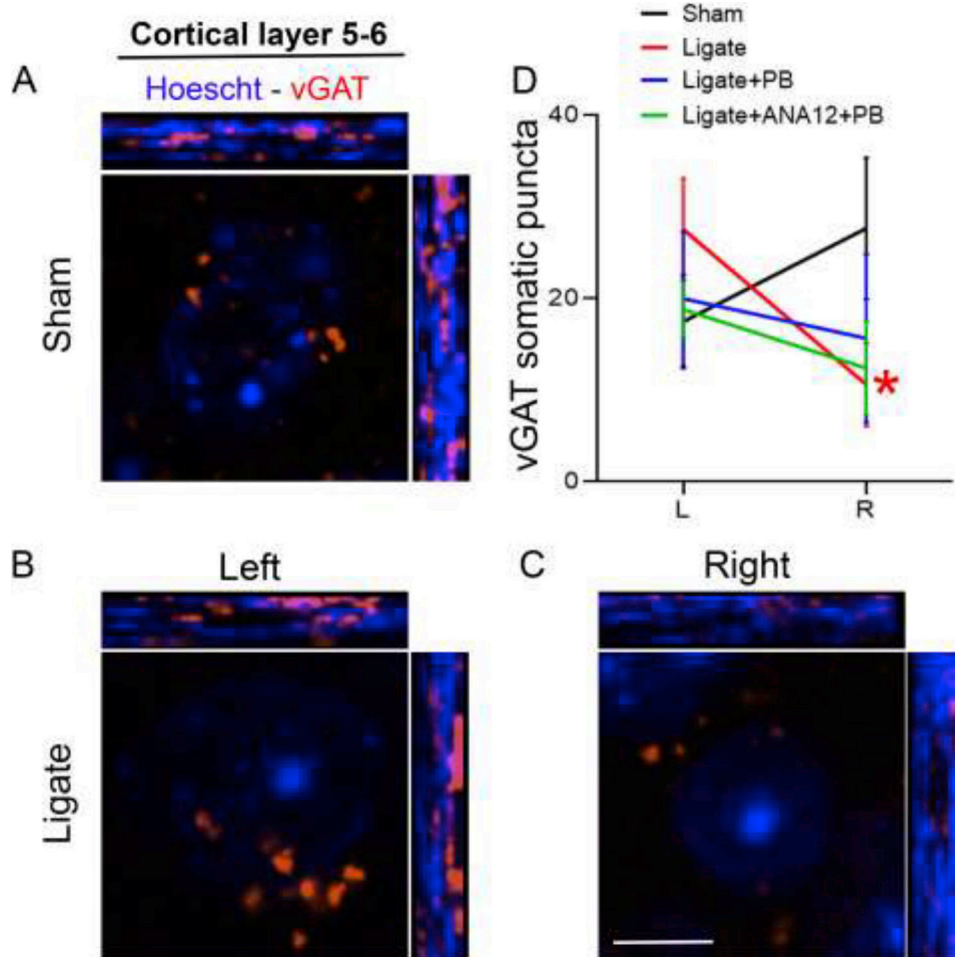 Cortical layer 5-6
A
Hoescht - vGAT
Sham
D
Sham
Ligate
Ligate+PB
Ligate+ANA12+PB
vGAT somatic puncta
40
20
0
*
L
R
B
Left
C
Right
Ligate